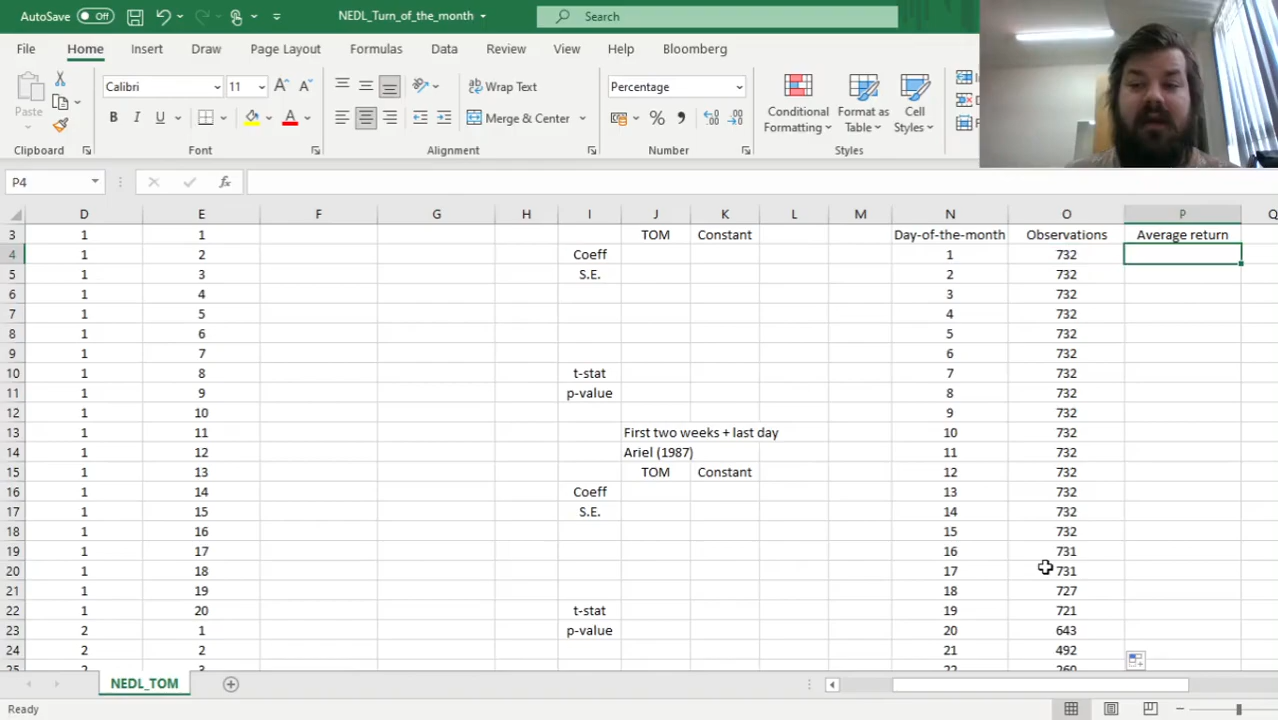 AutoSave Off NEDL_Turn_of_the_month Search
File Home Insert Draw Page Layout Formulas Data Review View Help Bloomberg
Paste Calibri 11 A A Wrap Text Percentage Conditional Formatting Format as Table Cell Styles
B I U A Merge & Center % ,
Clipboard Font Alignment Number Styles
P4 fx
D E F G H I J K L M N O P Q
3 1 1 TOM Constant Day-of-the-month Observations Average return
4 1 2 Coeff 1 732
5 1 3 S.E. 2 732
6 1 4 3 732
7 1 5 4 732
8 1 6 5 732
9 1 7 6 732
10 1 8 t-stat 7 732
11 1 9 p-value 8 732
12 1 10 9 732
13 1 11 First two weeks + last day 10 732
14 1 12 Ariel (1987) 11 732
15 1 13 TOM Constant 12 732
16 1 14 Coeff 13 732
17 1 15 S.E. 14 732
18 1 16 15 732
19 1 17 16 731
20 1 18 17 731
21 1 19 18 727
22 1 20 t-stat 19 721
23 2 1 p-value 20 643
24 2 2 21 492
25 2 3 22 260
NEDL_TOM
Ready